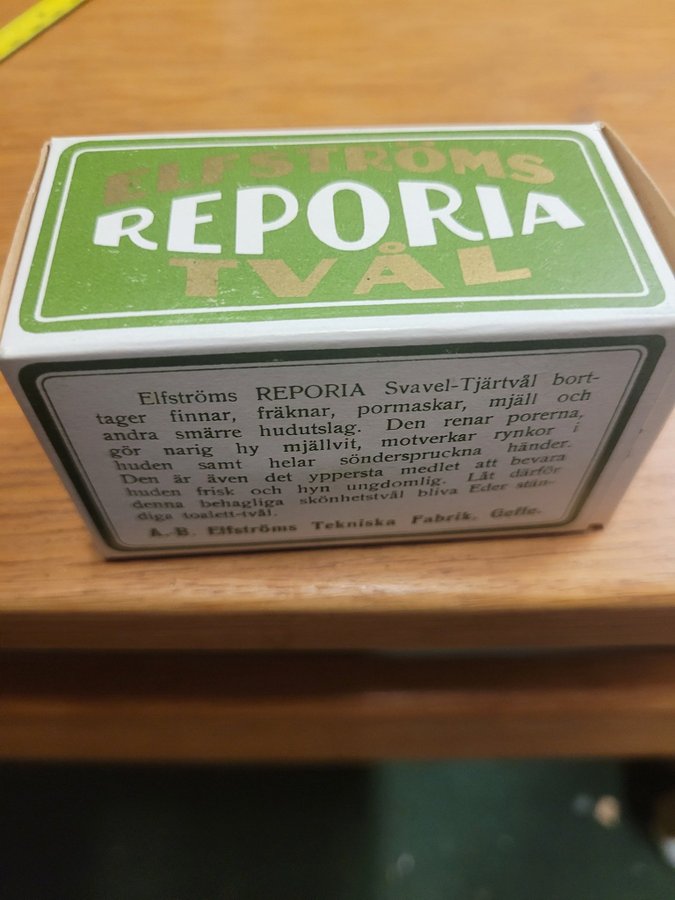 ELFSTRÖMS
REPORIA
TVÅL
Elfströms REPORIA Svavel-Tjärtvål bort-
tager finnar, fräknar, pormaskar, mjäll och
andra smärre hudutslag. Den renar porerna,
gör narig hy mjällvit, motverkar rynkor i
huden samt helar sönderspruckna händer.
Den är även det yppersta medlet att bevara
huden frisk och hyn ungdomlig. Låt därför
denna behagliga skönhetstvål bliva Eder stän-
diga toalett-tvål.
A.-B. Elfströms Tekniska Fabrik, Gefle.